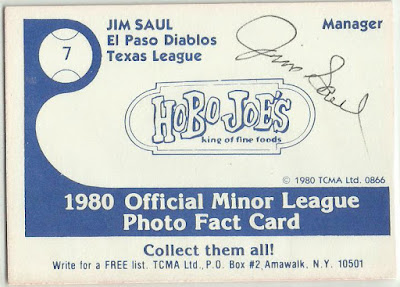 JIM SAUL
Manager
7
El Paso Diablos
Texas League
Jim Saul
HOBO JOE'S
king of fine foods
© 1980 TCMA Ltd. 0866
1980 Official Minor League
Photo Fact Card
Collect them all!
Write for a FREE list. TCMA Ltd., P.O. Box #2, Amawalk, N.Y. 10501